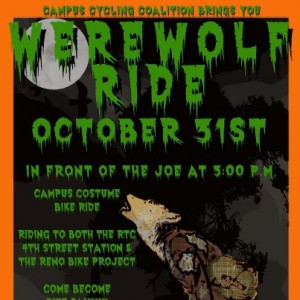 CAMPUS CYCLING COALITION BRINGS YOU
WEREWOLF
RIDE
OCTOBER 31ST
IN FRONT OF THE JOE AT 3:00 P.M.
CAMPUS COSTUME
BIKE RIDE
RIDING TO BOTH THE RTC
4TH STREET STATION &
THE RENO BIKE PROJECT
COME BECOME